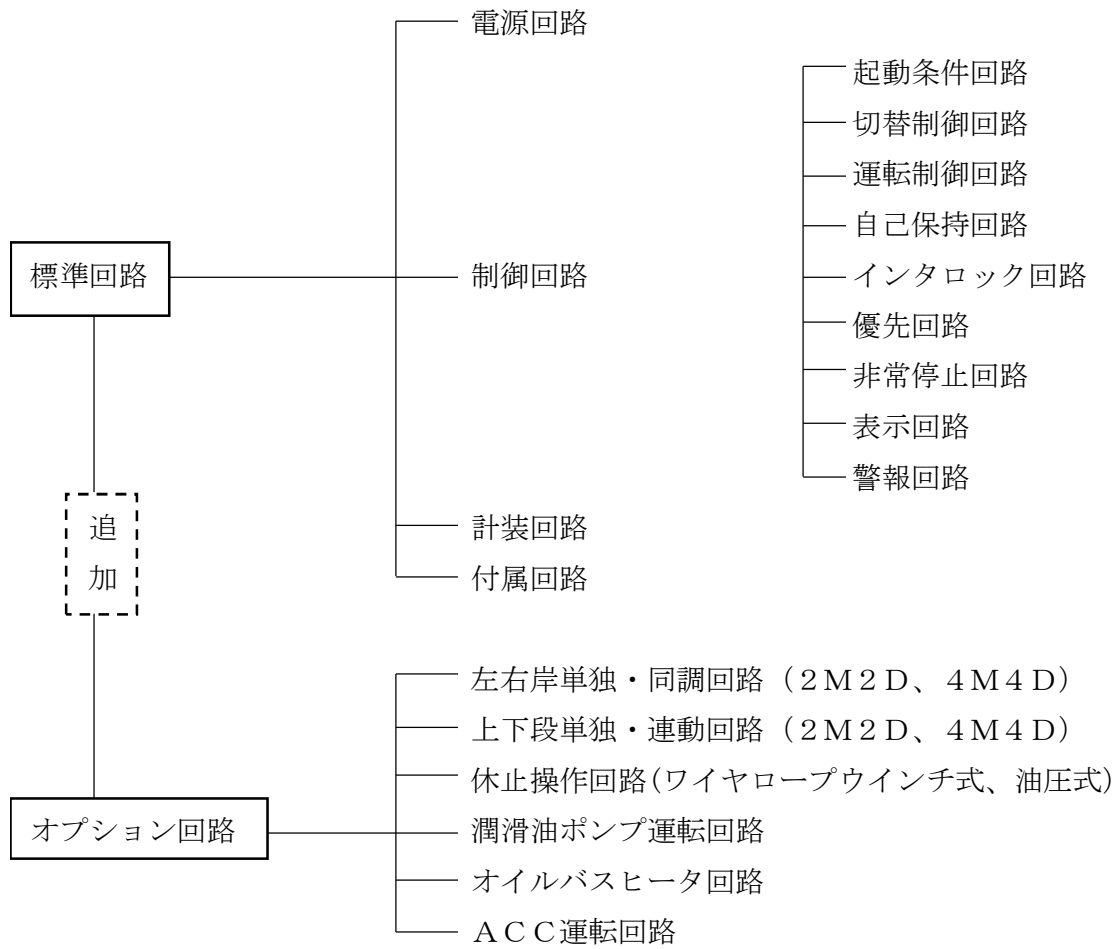 電源回路
起動条件回路
切替制御回路
運転制御回路
自己保持回路
標準回路
制御回路
インタロック回路
優先回路
非常停止回路
表示回路
警報回路
追
加
計装回路
付属回路
左右岸単独・同調回路(2M2D、4M4D)
上下段単独・連動回路(2M2D、4M4D)
休止操作回路(ワイヤロープウインチ式、油圧式)
オプション回路
潤滑油ポンプ運転回路
オイルバスヒータ回路
ACC運転回路